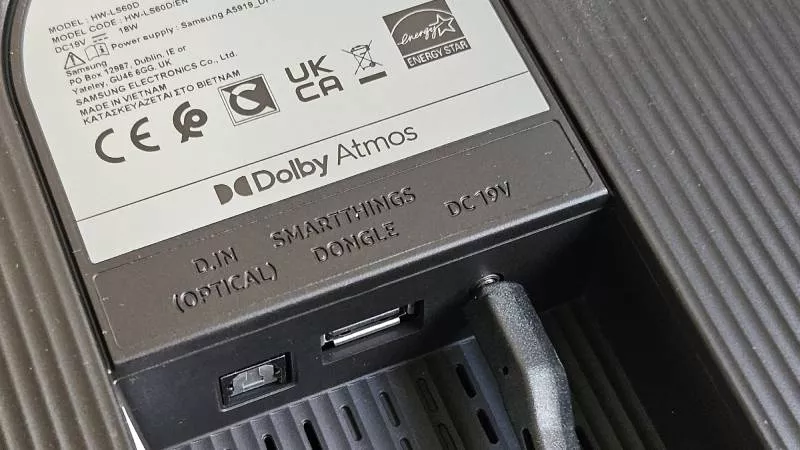 MODEL : HW-LS60D
MODEL CODE : HW-LS60D/EN
DC19V 18W
Power supply : Samsung A5919_
Samsung
PO Box 12987, Dublin. IE or
Yateley, GU46 6GG. UK
SAMSUNG ELECTRONICS Co., Ltd.
MADE IN VIETNAM
ΚΑΤΑΣΚΕΥΑΖΕΤΑΙ ΣΤΟ ΒΙΕΤΝΑΜ
energy
ENERGY STAR
CE
UK
CA
Dolby Atmos
D.IN
(OPTICAL)
SMARTTHINGS
DONGLE
DC 19V